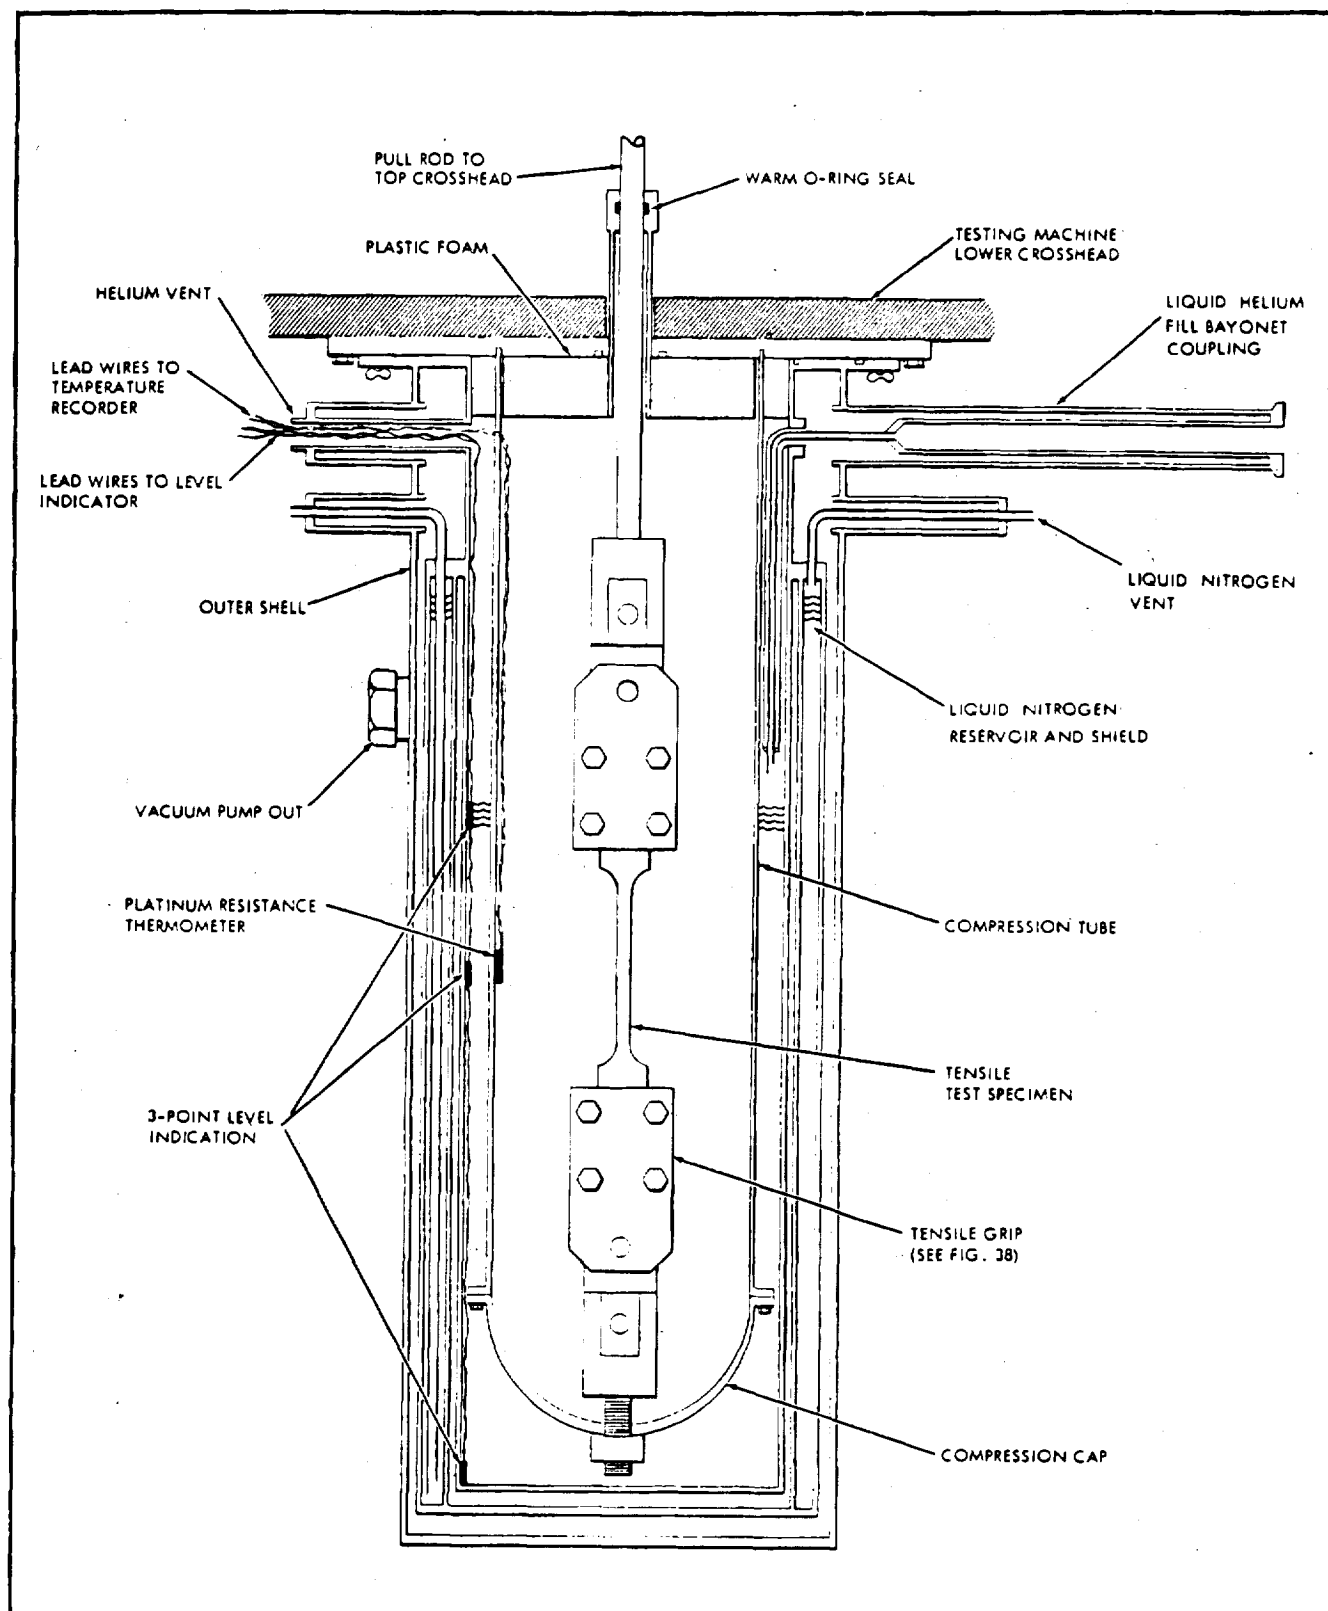 PULL ROD TO
TOP CROSSHEAD
WARM O-RING SEAL
PLASTIC FOAM
TESTING MACHINE
LOWER CROSSHEAD
HELIUM VENT
LIQUID HELIUM
FILL BAYONET
COUPLING
LEAD WIRES TO
TEMPERATURE
RECORDER
LEAD WIRES TO LEVEL
INDICATOR
OUTER SHELL
LIQUID NITROGEN
VENT
LIQUID NITROGEN
RESERVOIR AND SHIELD
VACUUM PUMP OUT
PLATINUM RESISTANCE
THERMOMETER
COMPRESSION TUBE
TENSILE
TEST SPECIMEN
3-POINT LEVEL
INDICATION
TENSILE GRIP
(SEE FIG. 38)
COMPRESSION CAP